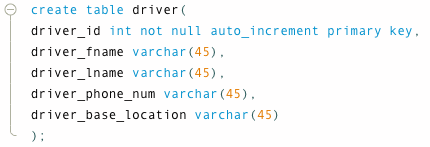 create table driver(
driver_id int not null auto_increment primary key,
driver_fname varchar(45),
driver_lname varchar(45),
driver_phone_num varchar(45),
driver_base_location varchar(45)
);